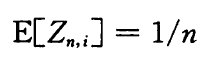 E[Z_{n,i}] = 1/n